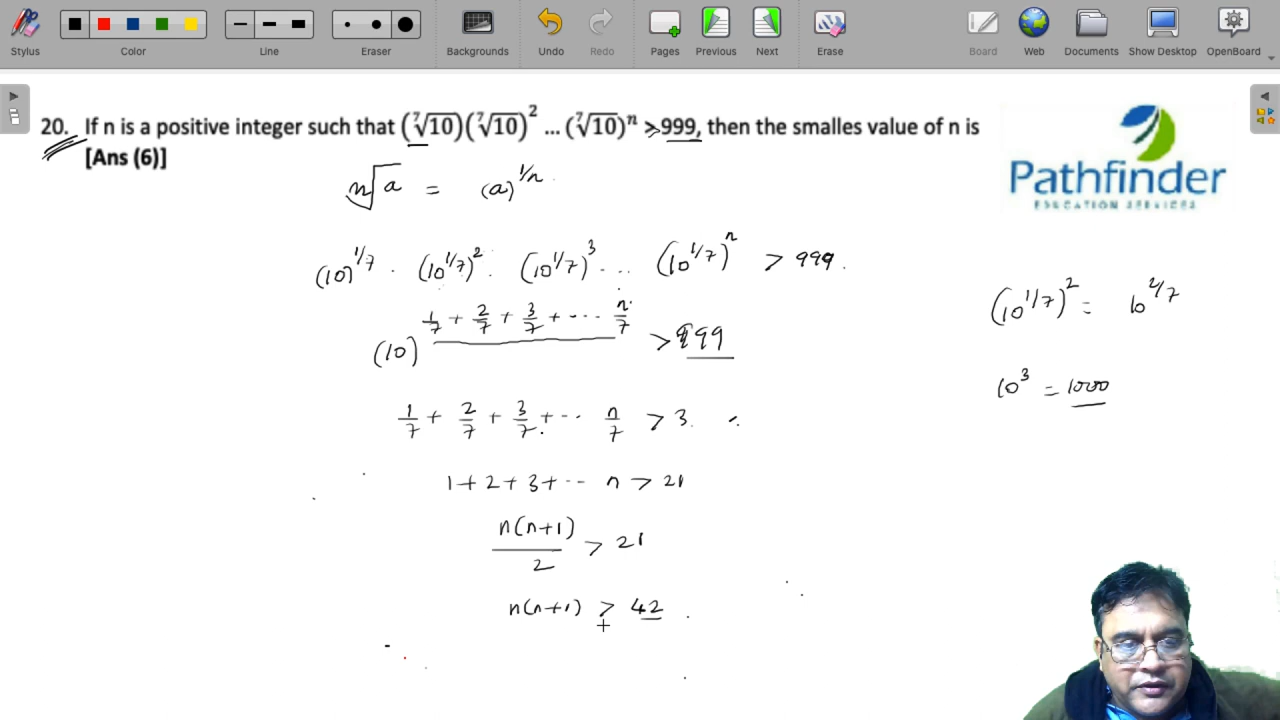 Stylus
Color
Line
Eraser
Backgrounds
Undo
Redo
Pages
Previous
Next
Erase
Board
Web
Documents
Show Desktop
OpenBoard
20. If n is a positive integer such that (⁷√10)(⁷√10)² ...(⁷√10)ⁿ > 999, then the smalles value of n is
[Ans (6)]
Pathfinder
EDUCATION SERVICES
ⁿ√a = (a)^1/n
(10)^1/7 · (10^1/7)^2 · (10^1/7)^3 ... (10^1/7)^n > 999.
(10)^1/7 + 2/7 + 3/7 + ... n/7 > 999
(10^1/7)^2 = 10^2/7
10^3 = 1000
1/7 + 2/7 + 3/7 + ... n/7 > 3
1 + 2 + 3 + ... n > 21
n(n+1)/2 > 21
n(n+1) > 42